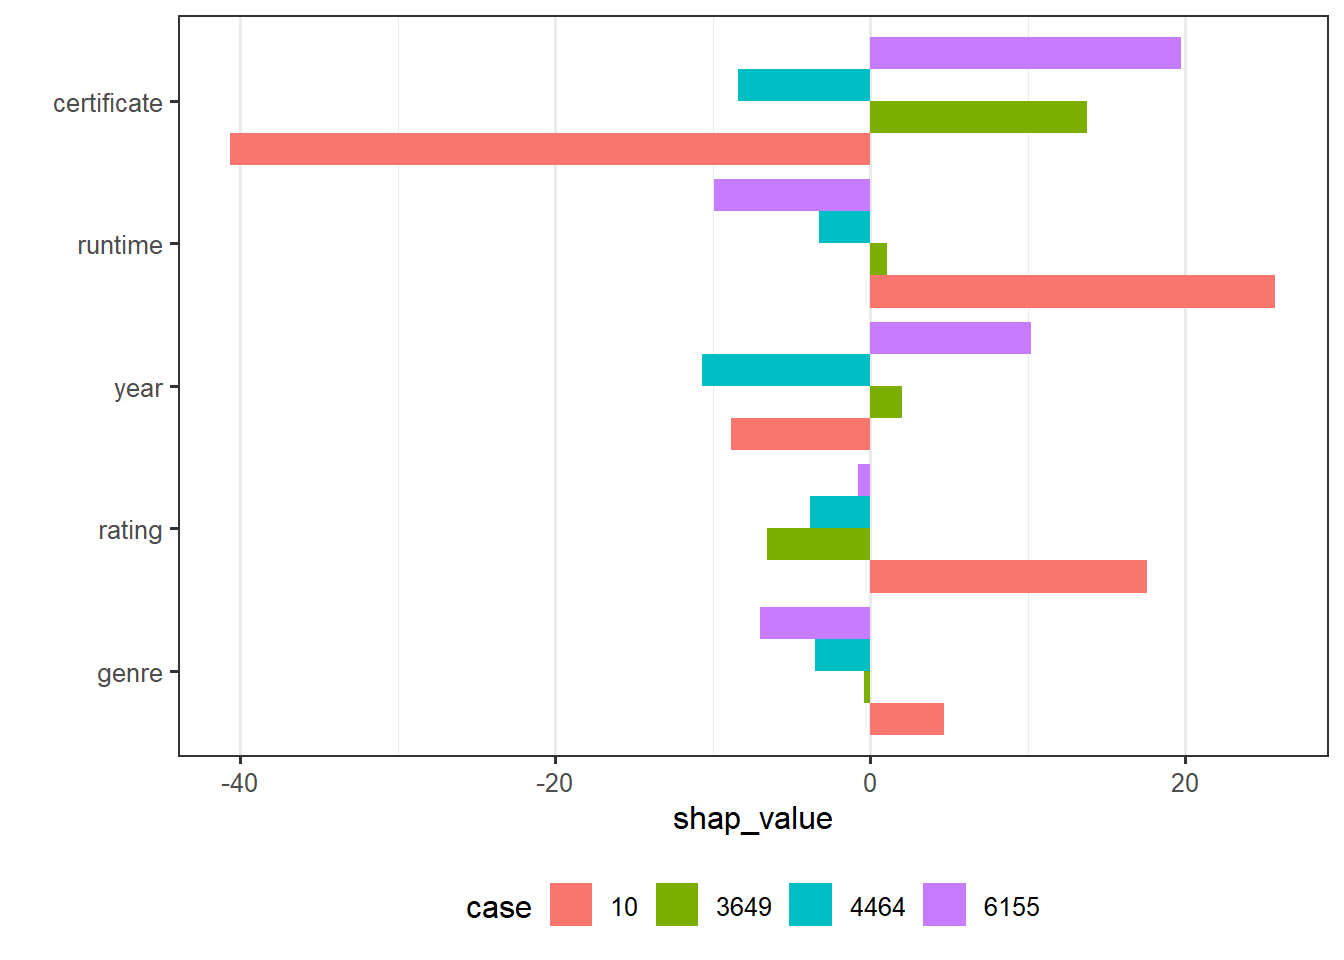 certificate
runtime
year
rating
genre
-40 -20 0 20
shap_value
case 10 3649 4464 6155